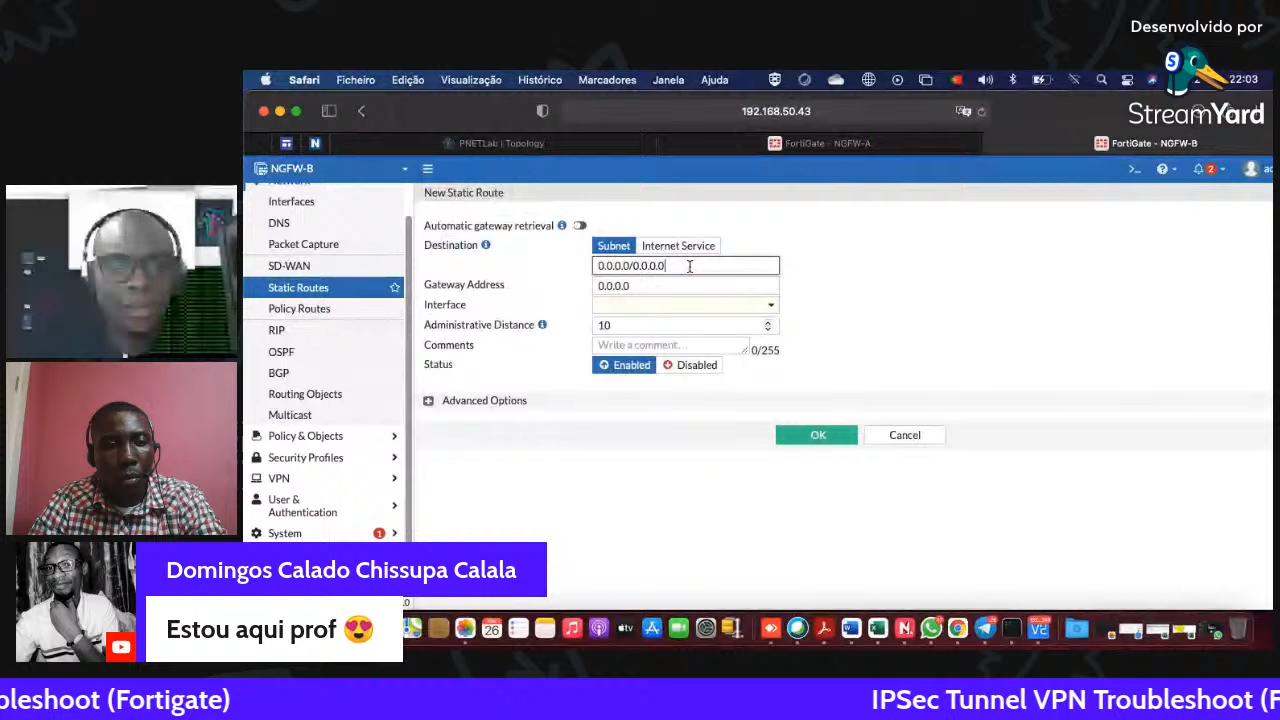 Desenvolvido por
StreamYard
Safari Ficheiro Edição Visualização Histórico Marcadores Janela Ajuda
22:03
192.168.50.43
N
PNETLab | Topology
FortiGate - NGFW-A
FortiGate - NGFW-B
NGFW-B
>_
2
New Static Route
Interfaces
DNS
Packet Capture
SD-WAN
Static Routes
Policy Routes
RIP
OSPF
BGP
Routing Objects
Multicast
Policy & Objects
Security Profiles
VPN
User &
Authentication
System
1
Automatic gateway retrieval
Destination
Subnet Internet Service
0.0.0.0/0.0.0.0
Gateway Address
0.0.0.0
Interface
Administrative Distance
10
Comments
Write a comment...
0/255
Status
Enabled Disabled
Advanced Options
OK Cancel
Domingos Calado Chissupa Calala
Estou aqui prof 😍
26
tv
bleshoot (Fortigate)
IPSec Tunnel VPN Troubleshoot (F